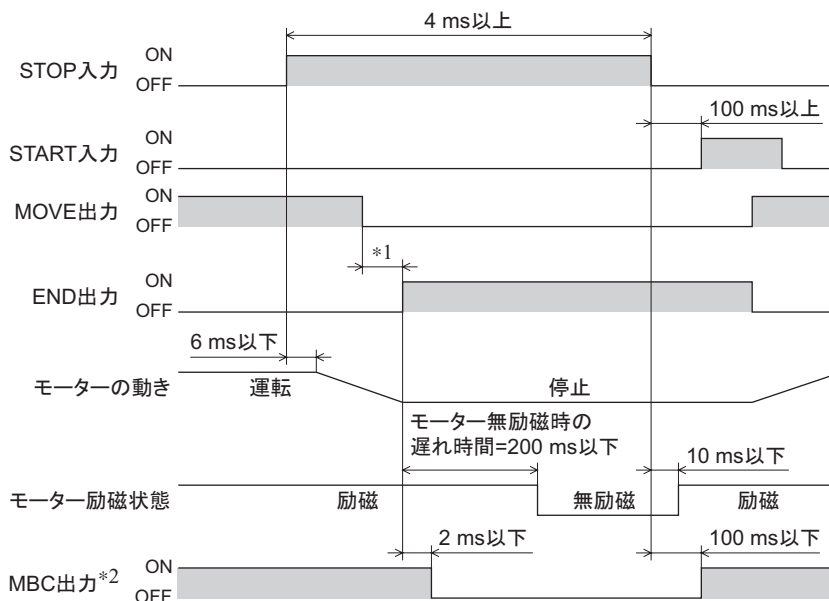 4 ms以上
STOP入力 ON OFF
100 ms以上
START入力 ON OFF
MOVE出力 ON OFF
*1
END出力 ON OFF
6 ms以下
モーターの動き 運転 停止
モーター無励磁時の
遅れ時間=200 ms以下
10 ms以下
モーター励磁状態 励磁 無励磁 励磁
2 ms以下 100 ms以下
MBC出力*2 ON OFF